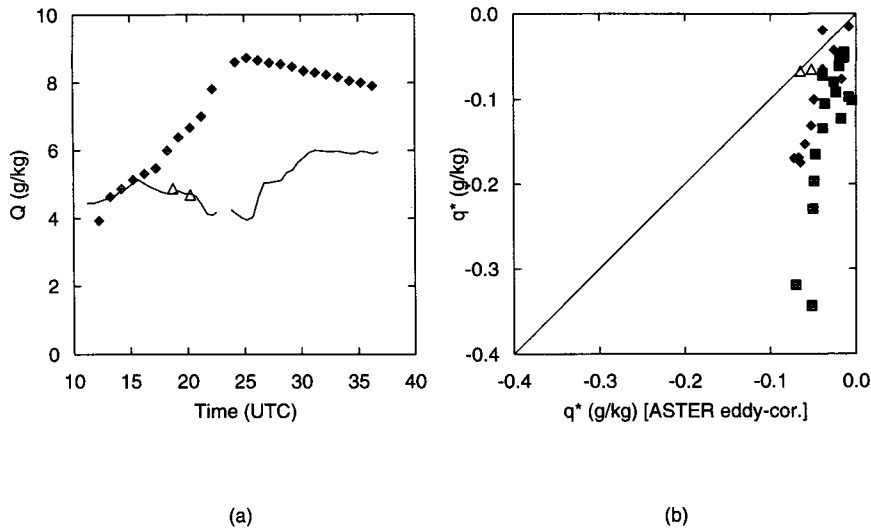 10
8
6
4
2
0
Q (g/kg)
10 15 20 25 30 35 40
Time (UTC)
(a)
0.0
-0.1
-0.2
-0.3
-0.4
q* (g/kg)
-0.4 -0.3 -0.2 -0.1 0.0
q* (g/kg) [ASTER eddy-cor.]
(b)